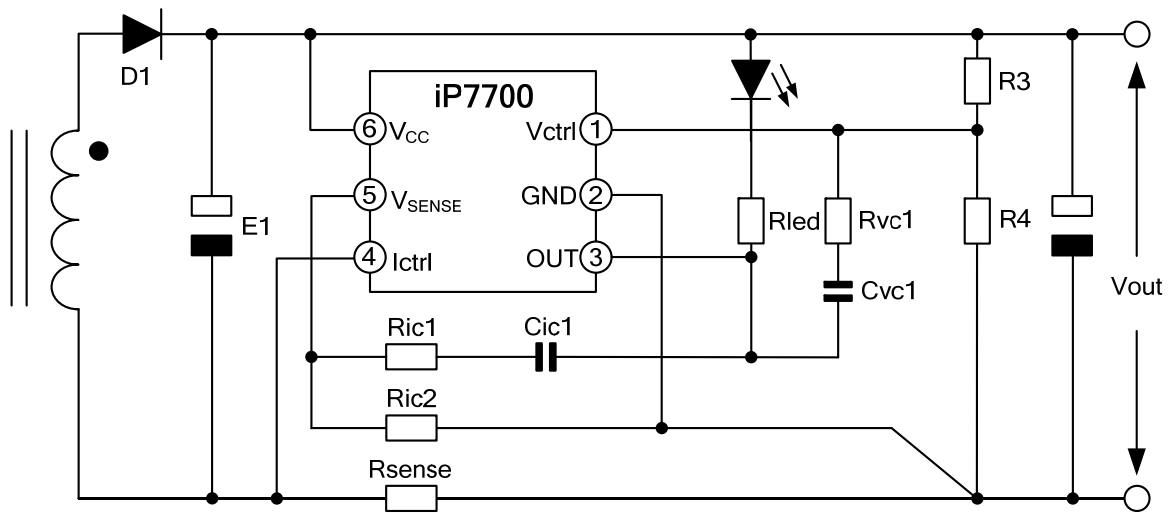 D1
iP7700
R3
6 VCC
Vctrl 1
5 VSENSE
GND 2
E1
Rled
Rvc1
R4
4 Ictrl
OUT 3
Cvc1
Vout
Ric1
Cic1
Ric2
Rsense